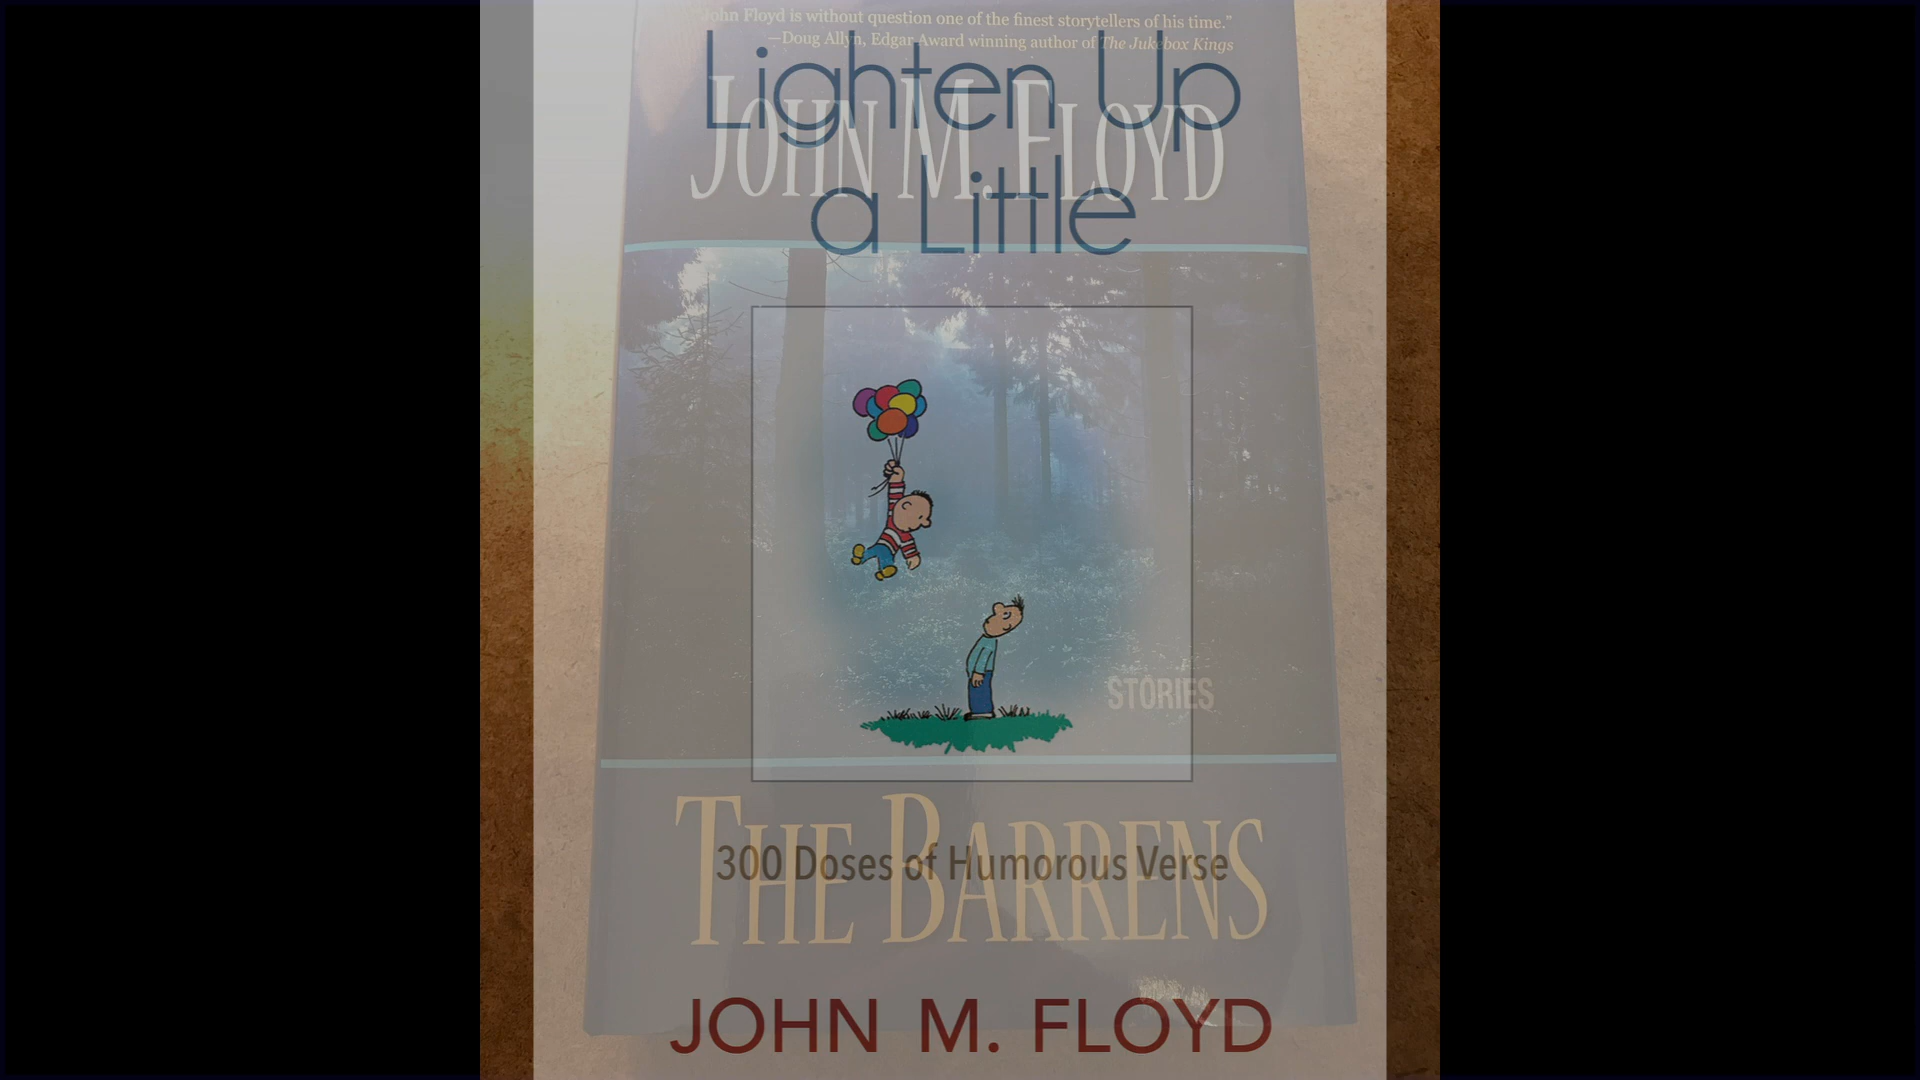 "John Floyd is without question one of the finest storytellers of his time."
—Doug Allyn, Edgar Award winning author of The Jukebox Kings
Lighten Up
JOHN M. FLOYD
a Little
STORIES
THE BARRENS
300 Doses of Humorous Verse
JOHN M. FLOYD